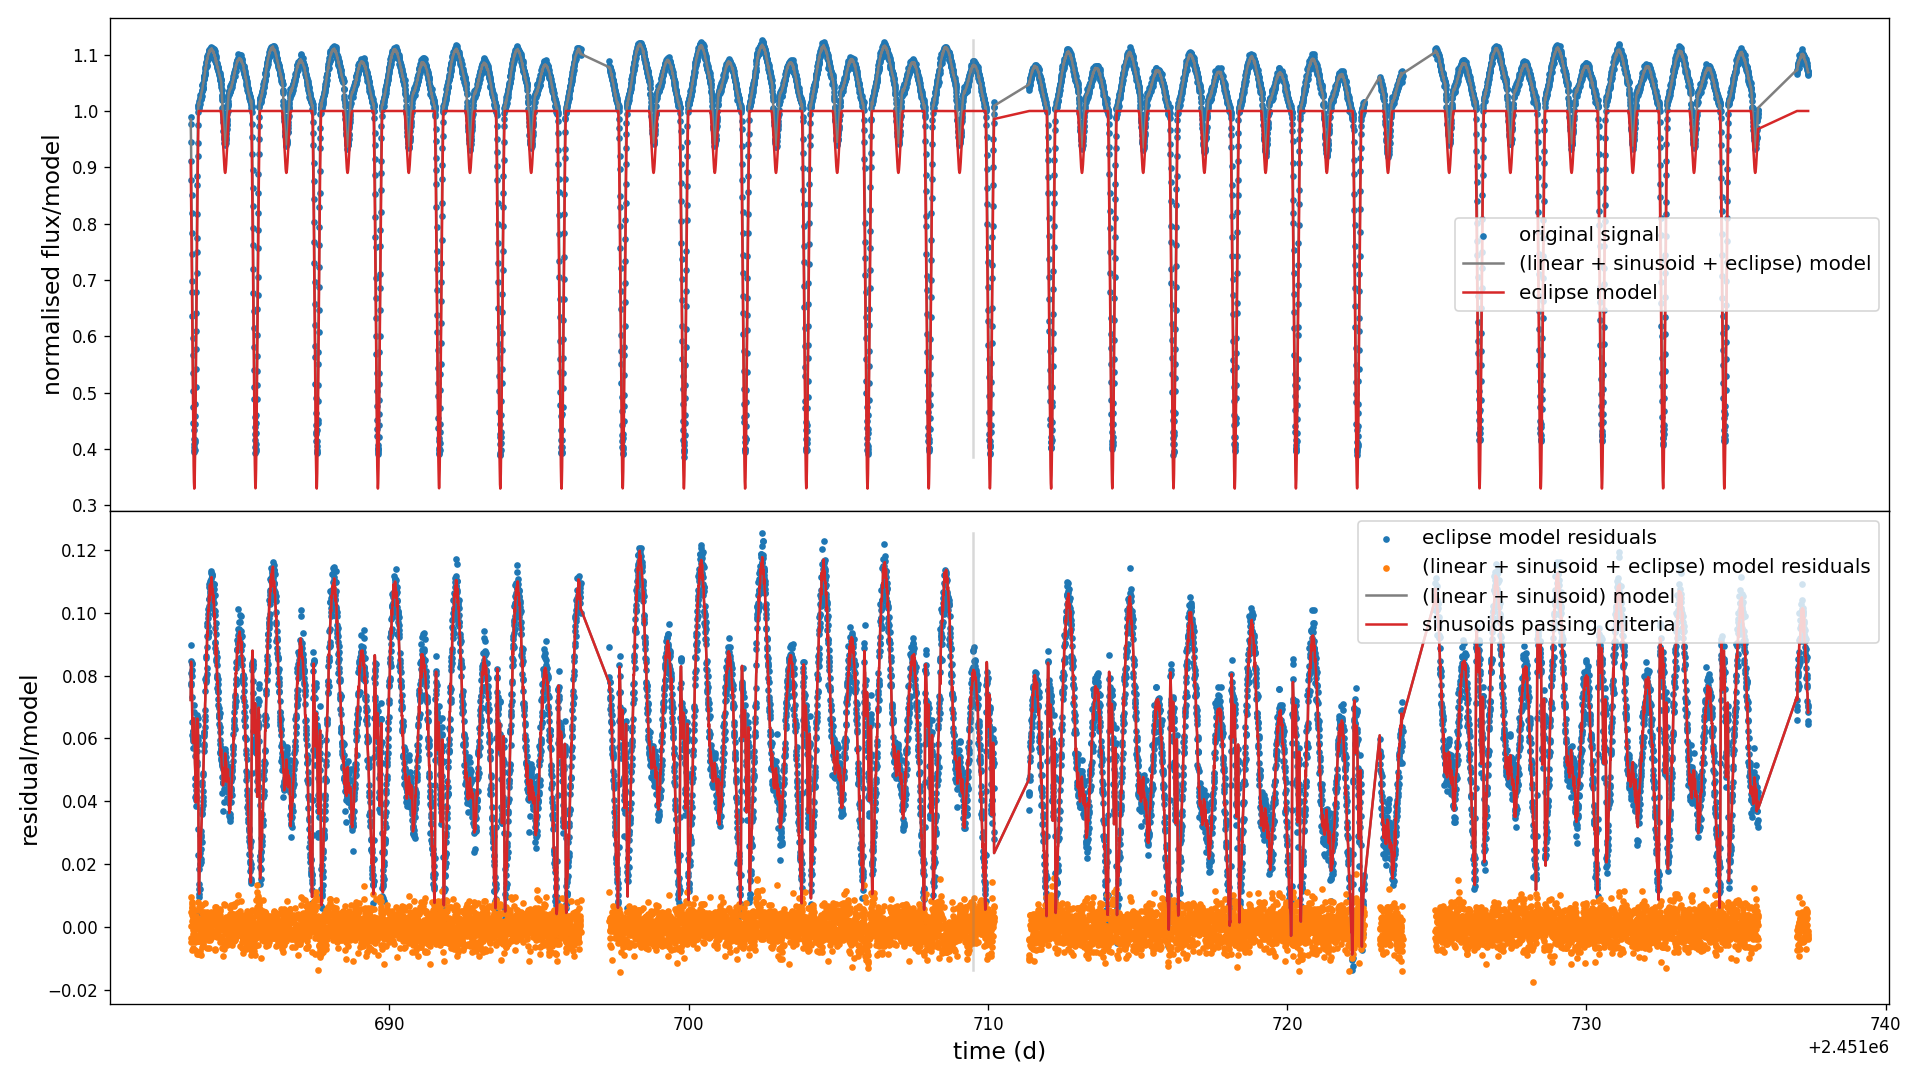 1.1
1.0
0.9
0.8
0.7
0.6
0.5
0.4
0.3
normalised flux/model
original signal
(linear + sinusoid + eclipse) model
eclipse model
0.12
0.10
0.08
0.06
0.04
0.02
0.00
−0.02
residual/model
eclipse model residuals
(linear + sinusoid + eclipse) model residuals
(linear + sinusoid) model
sinusoids passing criteria
690
700
710
720
730
740
time (d)
+2.451e6